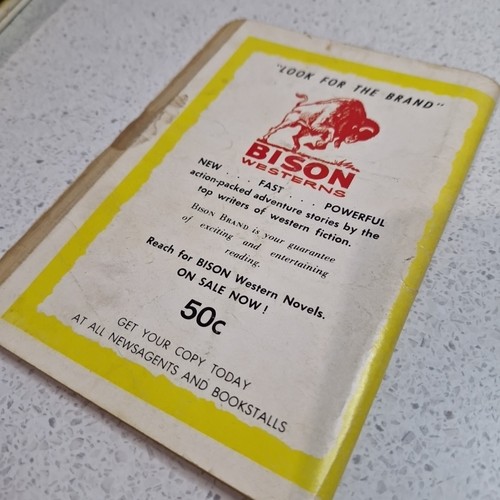 "LOOK FOR THE BRAND"
BISON
WESTERNS
NEW . . . FAST . . . . POWERFUL
action-packed adventure stories by the
top writers of western fiction.
BISON BRAND is your guarantee
of exciting and entertaining
reading.
Reach for BISON Western Novels.
ON SALE NOW!
50c
GET YOUR COPY TODAY
AT ALL NEWSAGENTS AND BOOKSTALLS